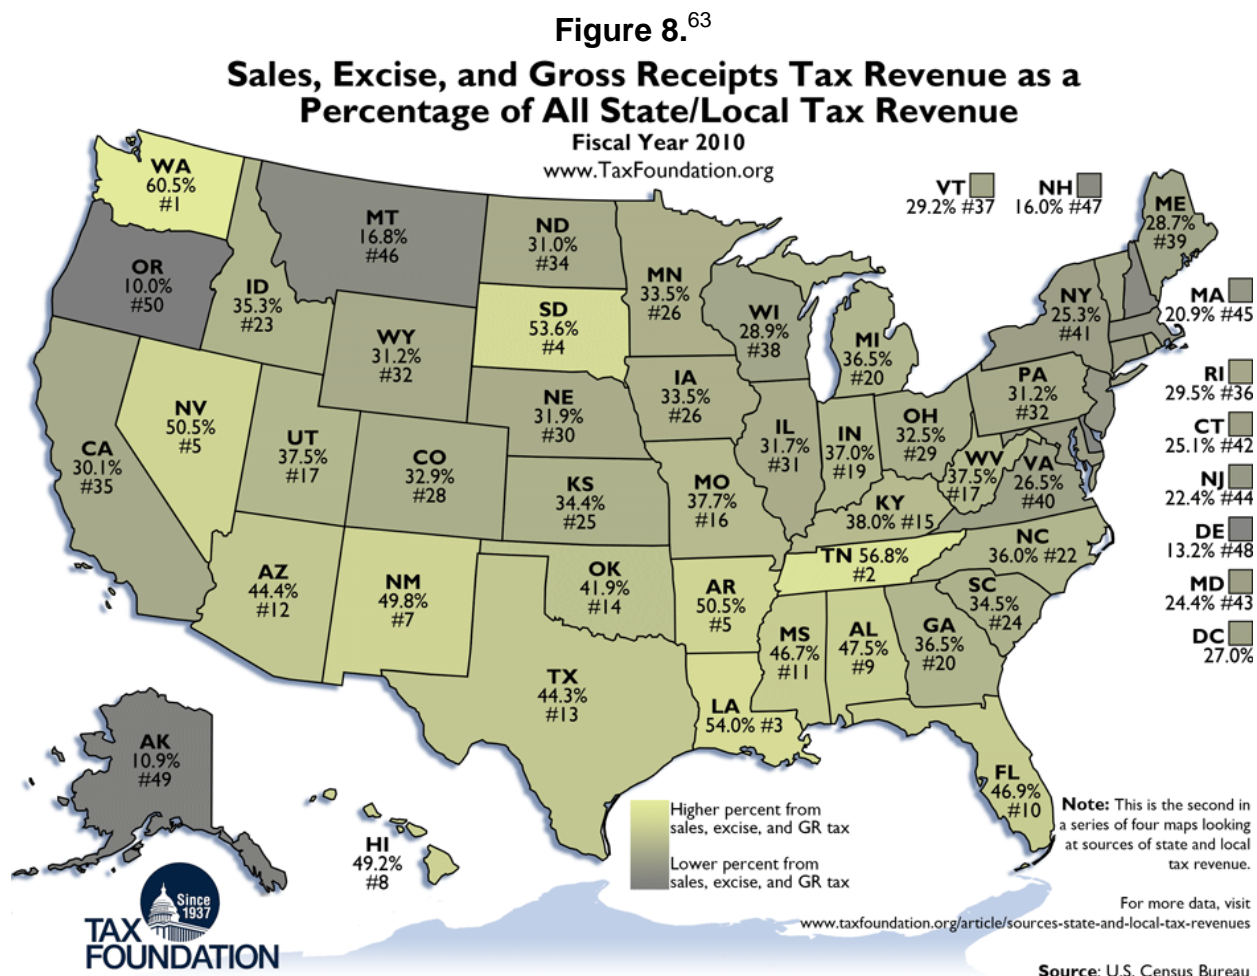 Figure 8.63
Sales, Excise, and Gross Receipts Tax Revenue as a
Percentage of All State/Local Tax Revenue
Fiscal Year 2010
www.TaxFoundation.org
WA
60.5%
#1
OR
10.0%
#50
CA
30.1%
#35
NV
50.5%
#5
ID
35.3%
#23
MT
16.8%
#46
WY
31.2%
#32
UT
37.5%
#17
CO
32.9%
#28
AZ
44.4%
#12
NM
49.8%
#7
ND
31.0%
#34
SD
53.6%
#4
NE
31.9%
#30
KS
34.4%
#25
OK
41.9%
#14
TX
44.3%
#13
MN
33.5%
#26
IA
33.5%
#26
MO
37.7%
#16
AR
50.5%
#5
LA
54.0% #3
WI
28.9%
#38
IL
31.7%
#31
MI
36.5%
#20
IN
37.0%
#19
OH
32.5%
#29
KY
38.0% #15
TN 56.8%
#2
MS
46.7%
#11
AL
47.5%
#9
GA
36.5%
#20
FL
46.9%
#10
SC
34.5%
#24
NC
36.0% #22
VA
26.5%
#40
WV
37.5%
#17
PA
31.2%
#32
NY
25.3%
#41
VT
29.2% #37
NH
16.0% #47
ME
28.7%
#39
MA
20.9% #45
RI
29.5% #36
CT
25.1% #42
NJ
22.4% #44
DE
13.2% #48
MD
24.4% #43
DC
27.0%
AK
10.9%
#49
HI
49.2%
#8
Higher percent from
sales, excise, and GR tax
Lower percent from
sales, excise, and GR tax
Note: This is the second in
a series of four maps looking
at sources of state and local
tax revenue.
For more data, visit
www.taxfoundation.org/article/sources-state-and-local-tax-revenues
Source: U.S. Census Bureau
Since
1937
TAX
FOUNDATION